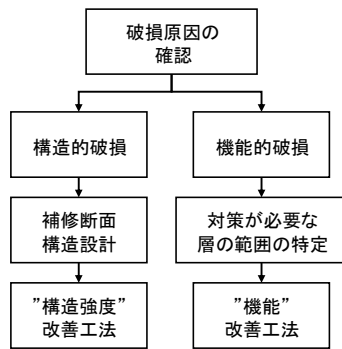 破損原因の
確認
構造的破損
機能的破損
補修断面
構造設計
対策が必要な
層の範囲の特定
”構造強度”
改善工法
”機能”
改善工法